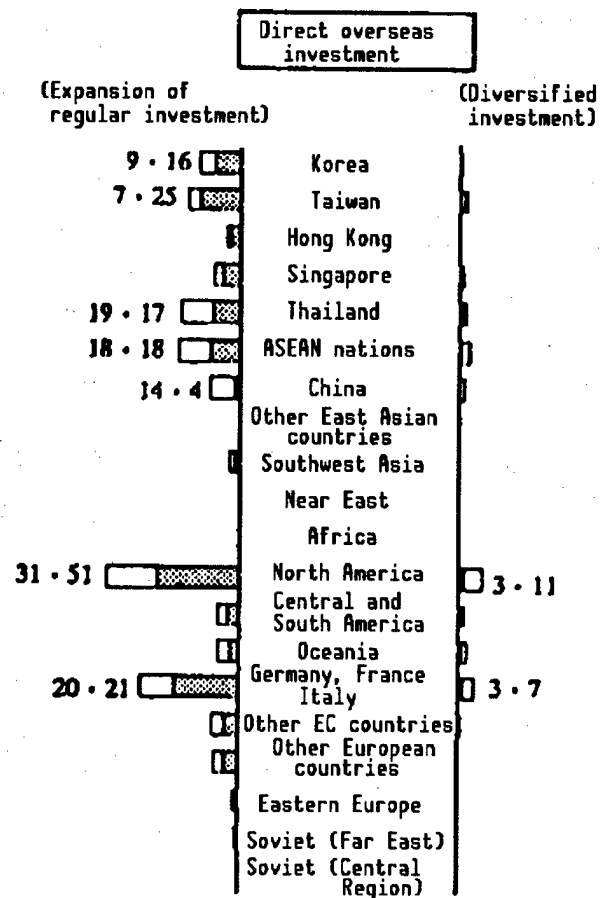 Direct overseas
investment
(Expansion of
regular investment)
(Diversified
investment)
9 · 16 Korea
7 · 25 Taiwan
Hong Kong
Singapore
19 · 17 Thailand
18 · 18 ASEAN nations
14 · 4 China
Other East Asian
countries
Southwest Asia
Near East
Africa
31 · 51 North America 3 · 11
Central and
South America
Oceania
Germany, France
Italy
20 · 21 3 · 7
Other EC countries
Other European
countries
Eastern Europe
Soviet (Far East)
Soviet (Central
Region)